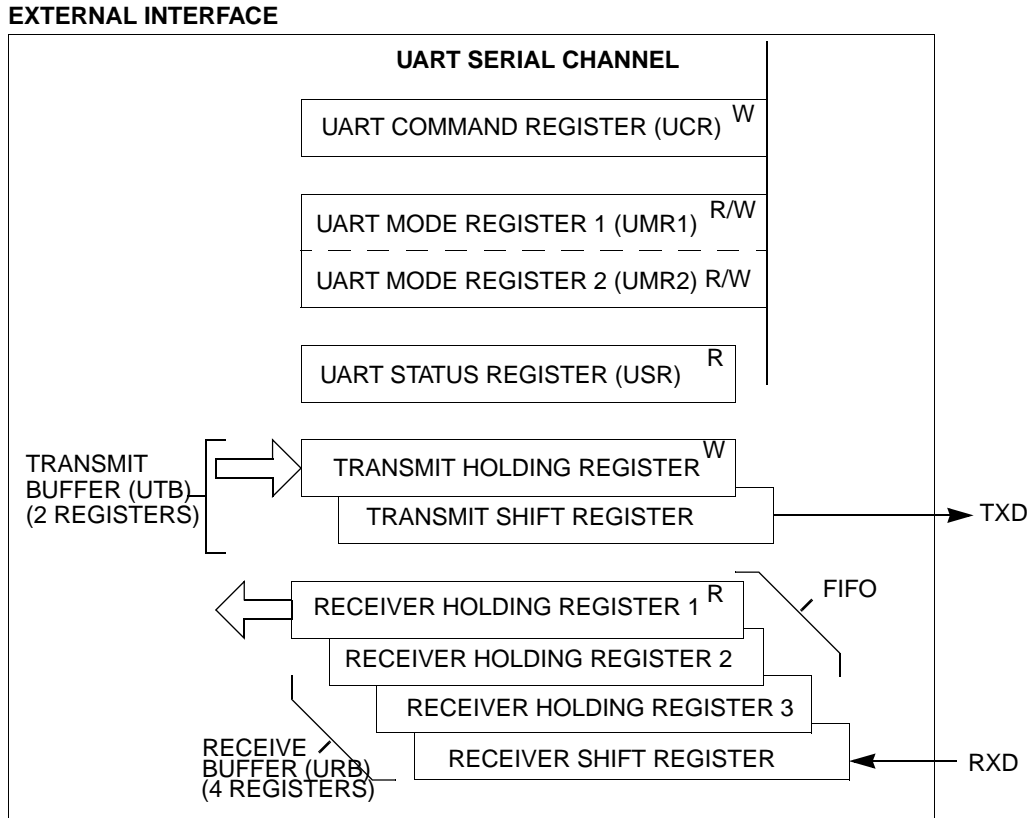 EXTERNAL INTERFACE
UART SERIAL CHANNEL
UART COMMAND REGISTER (UCR) W
UART MODE REGISTER 1 (UMR1) R/W
UART MODE REGISTER 2 (UMR2) R/W
UART STATUS REGISTER (USR) R
TRANSMIT
BUFFER (UTB)
(2 REGISTERS)
TRANSMIT HOLDING REGISTER W
TRANSMIT SHIFT REGISTER
TXD
RECEIVER HOLDING REGISTER 1 R
FIFO
RECEIVER HOLDING REGISTER 2
RECEIVER HOLDING REGISTER 3
RECEIVER SHIFT REGISTER
RXD
RECEIVE
BUFFER (URB)
(4 REGISTERS)